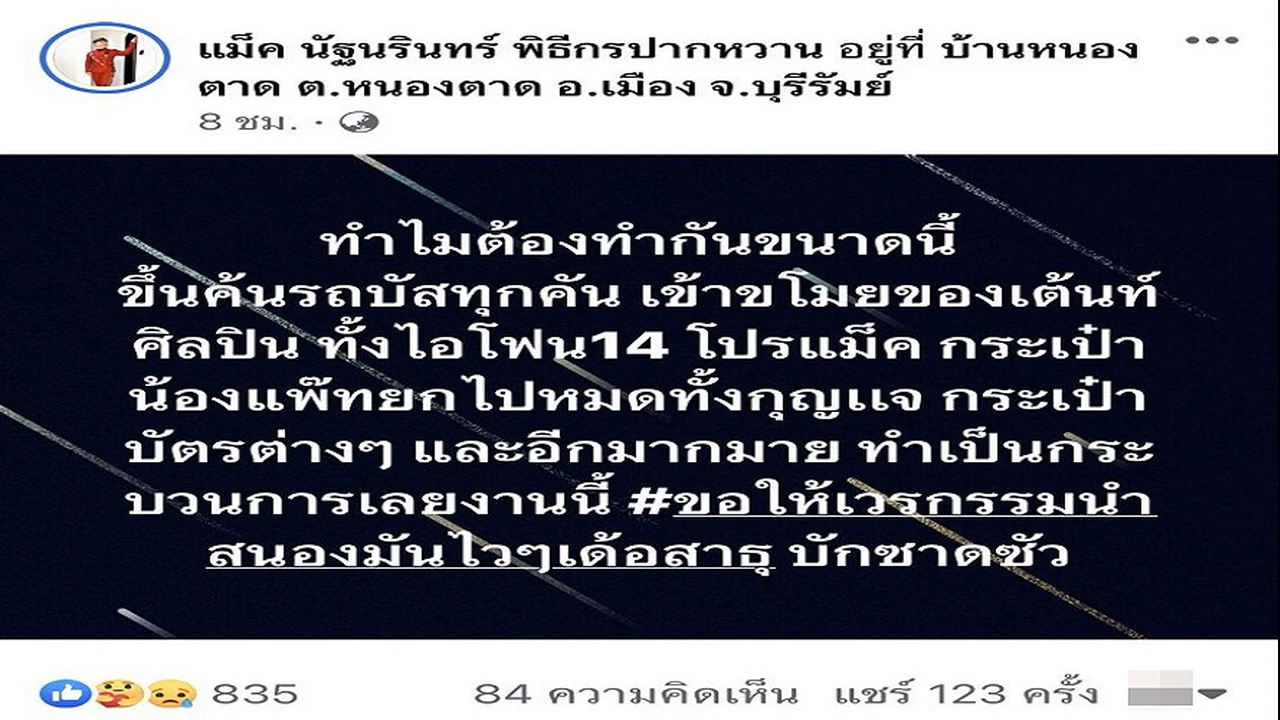 แม็ค นัฐนรินทร์ พิธีกรปากหวาน อยู่ที่ บ้านหนอง
ตาด ต.หนองตาด อ.เมือง จ.บุรีรัมย์
8 ชม. ·
ทำไมต้องทำกันขนาดนี้
ขึ้นค้นรถบัสทุกคัน เข้าขโมยของเต้นท์
ศิลปิน ทั้งไอโฟน14 โปรแม็ค กระเป๋า
น้องแพ๊ทยกไปหมดทั้งกุญแจ กระเป๋า
บัตรต่างๆ และอีกมากมาย ทำเป็นกระ
บวนการเลยงานนี้ #ขอให้เวรกรรมนำ
สนองมันไวๆเด้อสาธุ บักซาดซัว
835
84 ความคิดเห็น แชร์ 123 ครั้ง